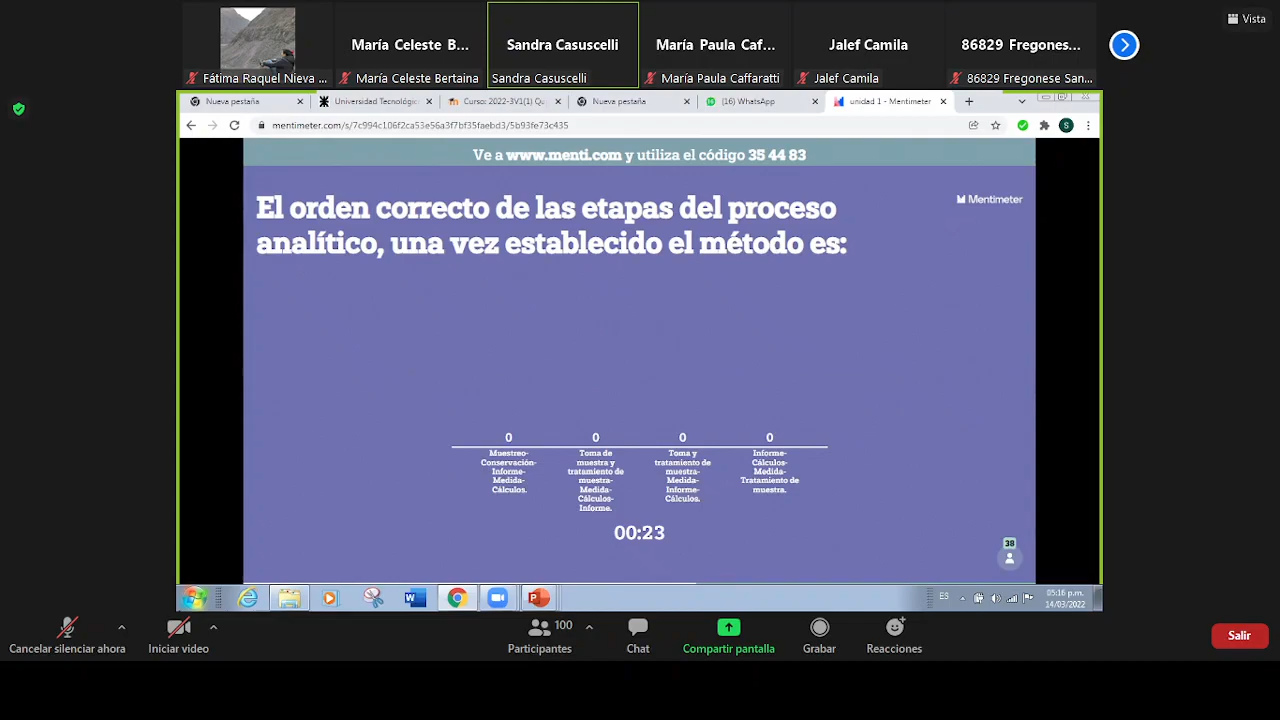 María Celeste B...
Sandra Casuscelli
María Paula Caf...
Jalef Camila
86829 Fregones...
Vista
Fátima Raquel Nieva ...
María Celeste Bertaina
Sandra Casuscelli
María Paula Caffaratti
Jalef Camila
86829 Fregonese San...
Nueva pestaña
Universidad Tecnológic
Curso: 2022-3V1(1) Qu
Nueva pestaña
(16) WhatsApp
unidad 1 - Mentimeter
mentimeter.com/s/7c994c106f2ca53e56a3f7bf35faebd3/5b93fe73c435
S
Ve a www.menti.com y utiliza el código 35 44 83
El orden correcto de las etapas del proceso
analítico, una vez establecido el método es:
Mentimeter
0
Muestreo-
Conservación-
Informe-
Medida-
Cálculos.
0
Toma de
muestra y
tratamiento de
muestra-
Medida-
Cálculos-
Informe.
0
Toma y
tratamiento de
muestra-
Medida-
Informe-
Cálculos.
0
Informe-
Cálculos-
Medida-
Tratamiento de
muestra.
00:23
38
ES
05:16 p.m.
14/03/2022
Cancelar silenciar ahora
Iniciar video
100
Participantes
Chat
Compartir pantalla
Grabar
Reacciones
Salir